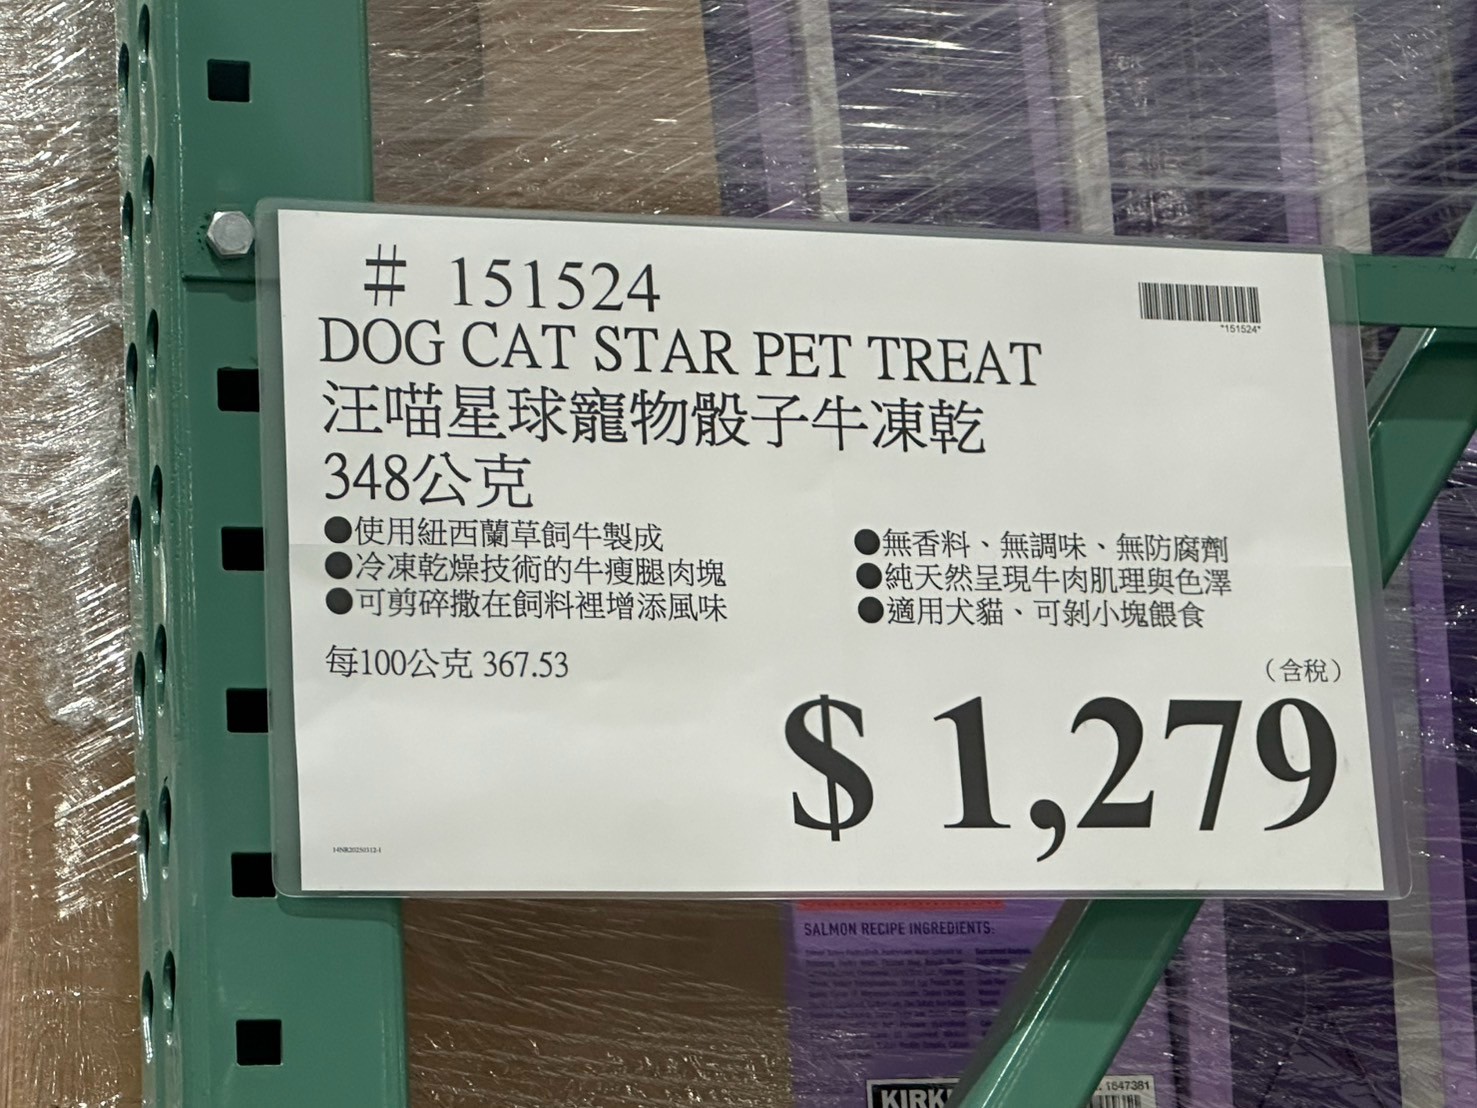 # 151524
*151524*
DOG CAT STAR PET TREAT
汪喵星球寵物骰子牛凍乾
348公克
●使用紐西蘭草飼牛製成
●冷凍乾燥技術的牛瘦腿肉塊
●可剪碎撒在飼料裡增添風味
●無香料、無調味、無防腐劑
●純天然呈現牛肉肌理與色澤
●適用犬貓、可剝小塊餵食
每100公克 367.53
（含稅）
$ 1,279
SALMON RECIPE INGREDIENTS:
1647381